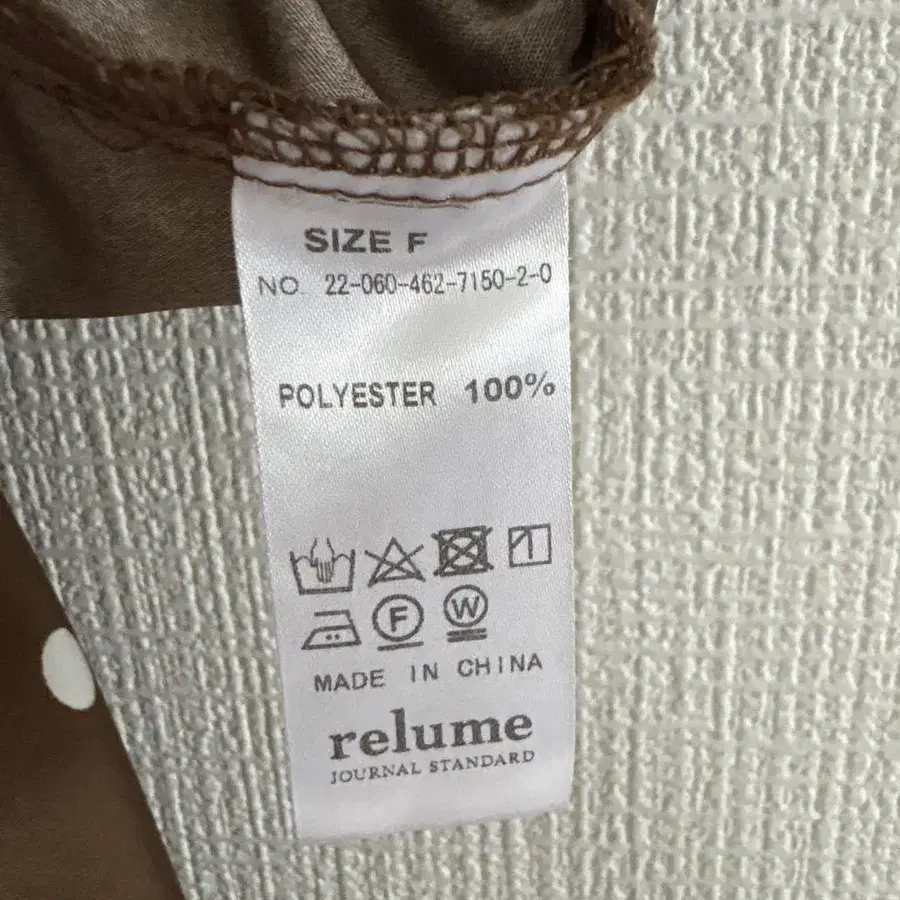 SIZE F
NO. 22-060-462-7150-2-0
POLYESTER 100%
F W
MADE IN CHINA
relume
JOURNAL STANDARD